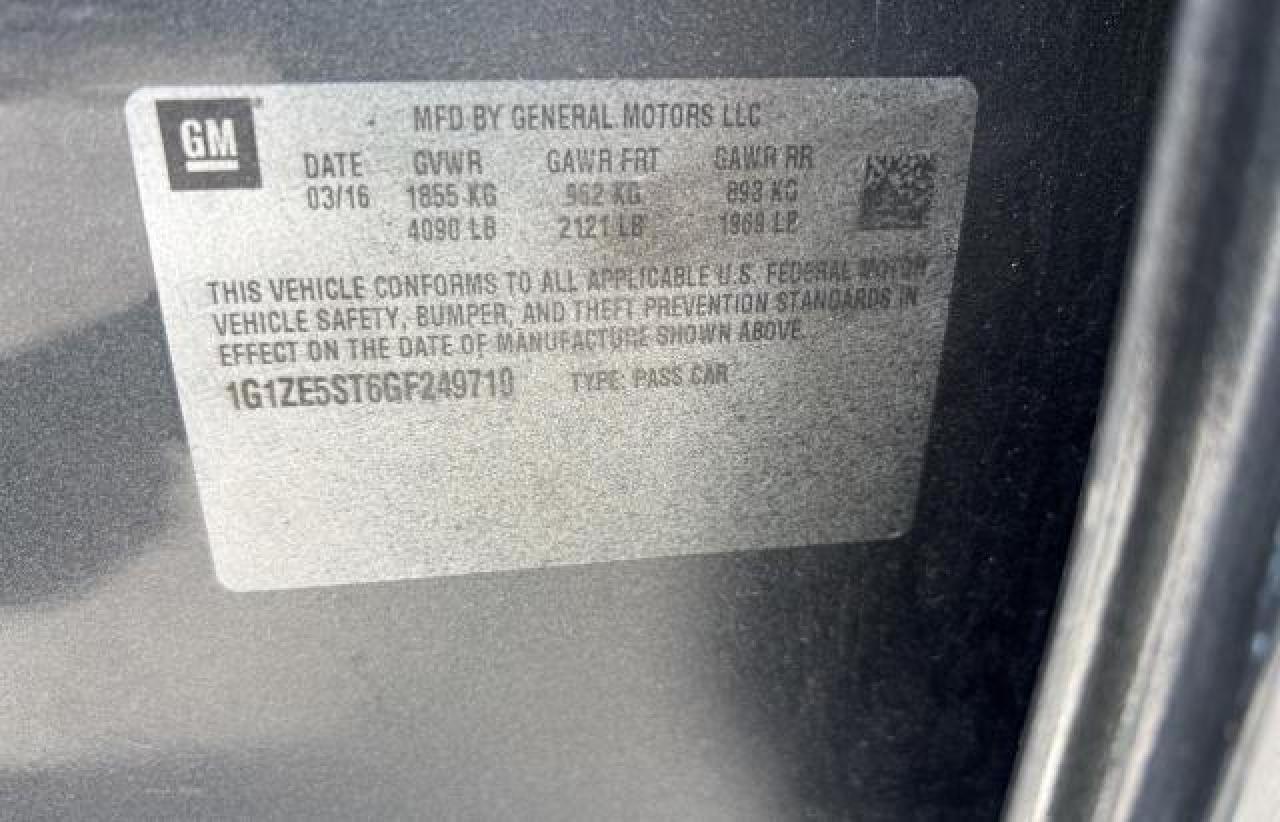 GM
MFD BY GENERAL MOTORS LLC
DATE GVWR GAWR FRT GAWR RR
03/16 1855 KG 962 KG 893 KG
4090 LB 2121 LB 1969 LB
THIS VEHICLE CONFORMS TO ALL APPLICABLE U.S. FEDERAL MOTOR
VEHICLE SAFETY, BUMPER, AND THEFT PREVENTION STANDARDS IN
EFFECT ON THE DATE OF MANUFACTURE SHOWN ABOVE.
1G1ZE5ST6GF249710 TYPE: PASS CAR